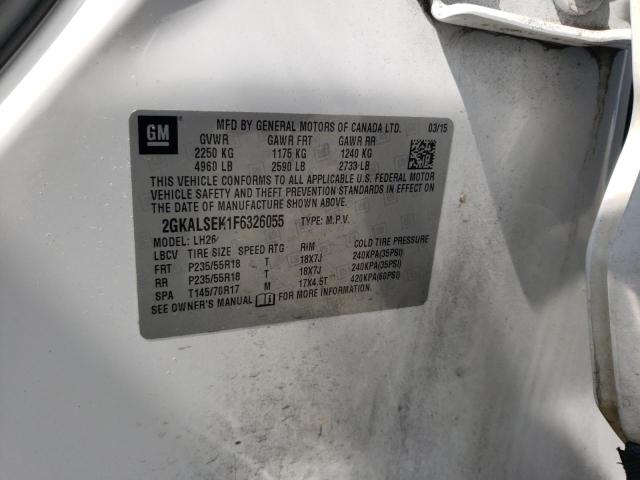 GM
MFD BY GENERAL MOTORS OF CANADA LTD. 03/15
GVWR GAWR FRT GAWR RR
2250 KG 1175 KG 1240 KG
4960 LB 2590 LB 2733 LB
THIS VEHICLE CONFORMS TO ALL APPLICABLE U.S. FEDERAL MOTOR
VEHICLE SAFETY AND THEFT PREVENTION STANDARDS IN EFFECT ON
THE DATE OF MANUFACTURE SHOWN ABOVE.
2GKALSEK1F6326055 TYPE: M.P.V.
MODEL: LH26
LBCV TIRE SIZE SPEED RTG RIM COLD TIRE PRESSURE
FRT P235/55R18 T 18X7J 240KPA(35PSI)
RR P235/55R18 T 18X7J 240KPA(35PSI)
SPA T145/70R17 M 17X4.5T 420KPA(60PSI)
SEE OWNER'S MANUAL FOR MORE INFORMATION.